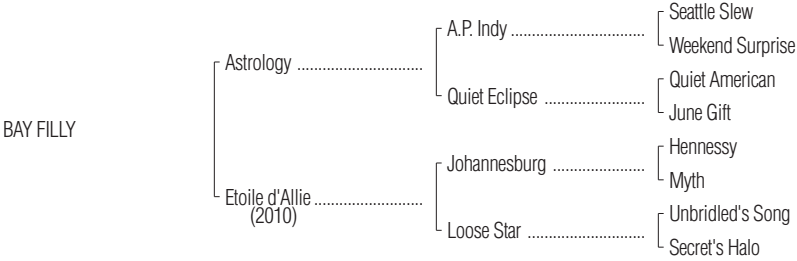 Seattle Slew
A.P. Indy
Weekend Surprise
Astrology
Quiet American
Quiet Eclipse
June Gift
BAY FILLY
Hennessy
Johannesburg
Myth
Etoile d'Allie
(2010)
Unbridled's Song
Loose Star
Secret's Halo